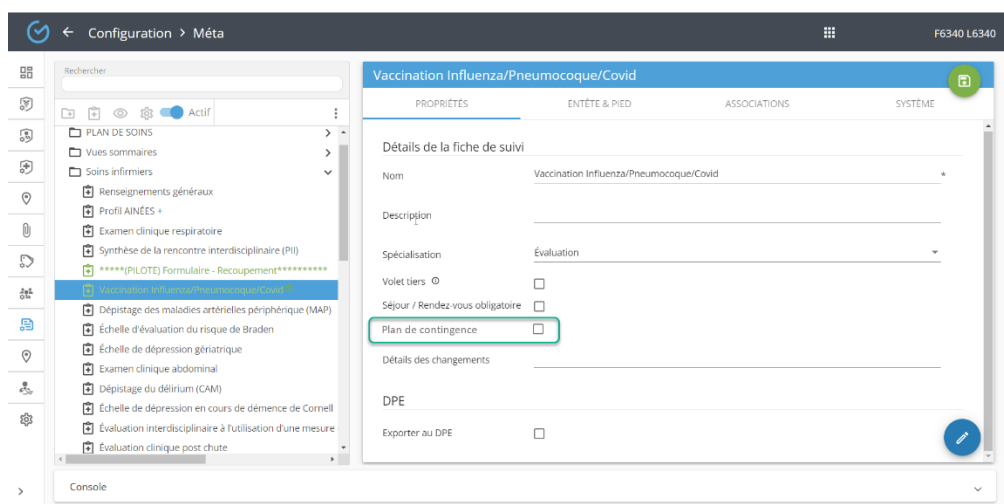 Configuration > Méta
F6340 L6340
Rechercher
Actif
PLAN DE SOINS
Vues sommaires
Soins infirmiers
Renseignements généraux
Profil AINÉES +
Examen clinique respiratoire
Synthèse de la rencontre interdisciplinaire (PII)
*****(PILOTE) Formulaire - Recoupement**********
Vaccination Influenza/Pneumocoque/Covid
Dépistage des maladies artérielles périphérique (MAP)
Échelle d'évaluation du risque de Braden
Échelle de dépression gériatrique
Examen clinique abdominal
Dépistage du délirium (CAM)
Échelle de dépression en cours de démence de Cornell
Évaluation interdisciplinaire à l'utilisation d'une mesure
Évaluation clinique post chute
Vaccination Influenza/Pneumocoque/Covid
PROPRIÉTÉS
ENTÊTE & PIED
ASSOCIATIONS
SYSTÈME
Détails de la fiche de suivi
Nom
Vaccination Influenza/Pneumocoque/Covid *
Description
Spécialisation
Évaluation
Volet tiers
Séjour / Rendez-vous obligatoire
Plan de contingence
Détails des changements
DPE
Exporter au DPE
Console